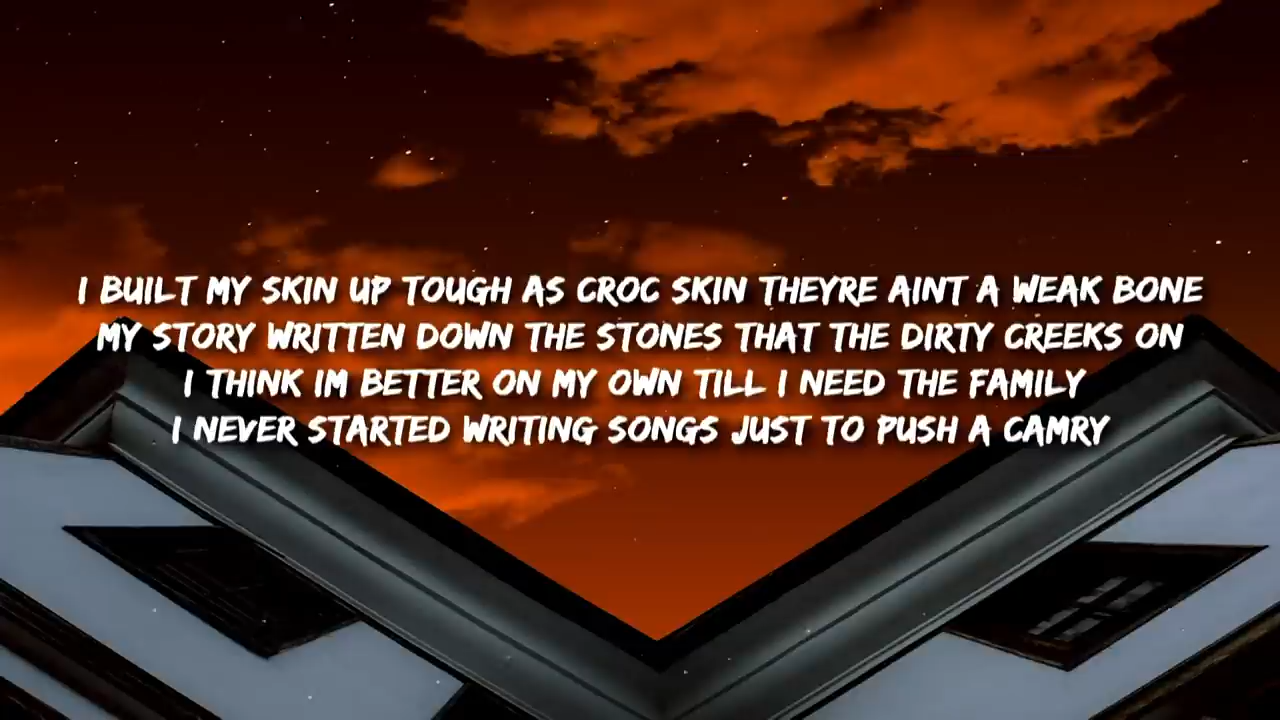 I BUILT MY SKIN UP TOUGH AS CROC SKIN THEYRE AINT A WEAK BONE
MY STORY WRITTEN DOWN THE STONES THAT THE DIRTY CREEKS ON
I THINK IM BETTER ON MY OWN TILL I NEED THE FAMILY
I NEVER STARTED WRITING SONGS JUST TO PUSH A CAMRY